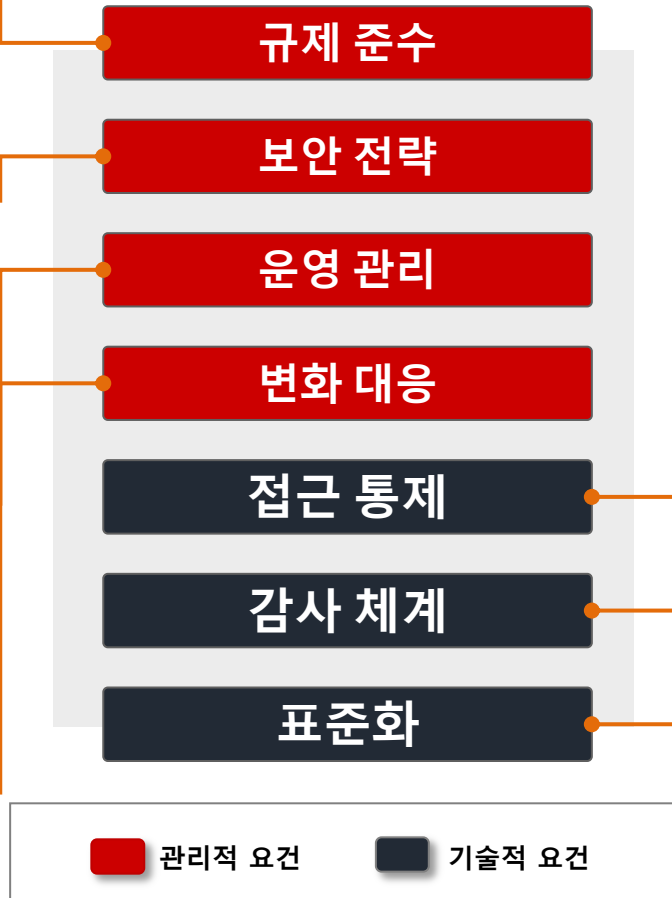 규제 준수
보안 전략
운영 관리
변화 대응
접근 통제
감사 체계
표준화
관리적 요건
기술적 요건